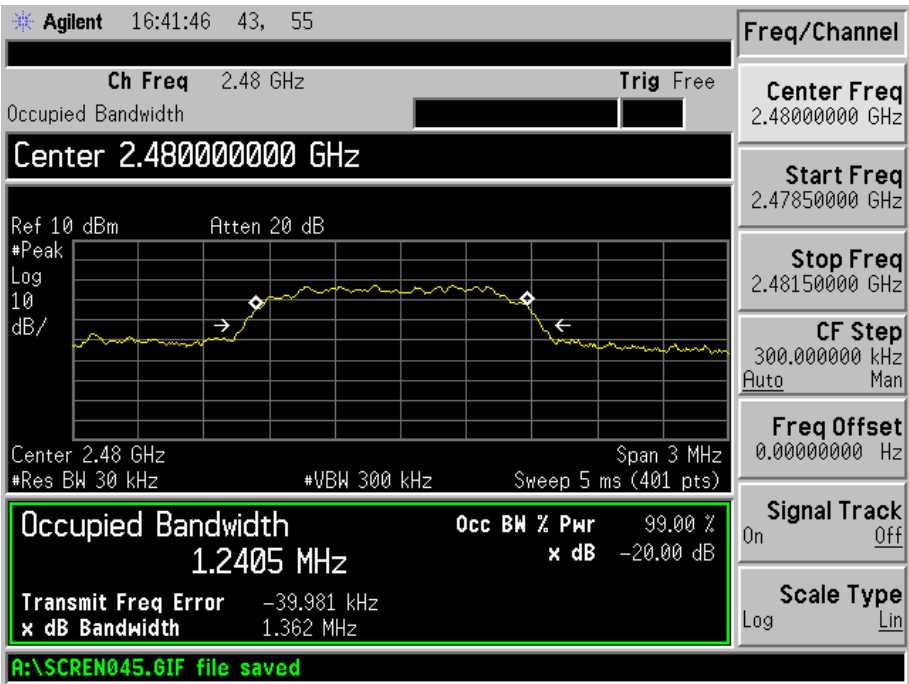 Agilent 16:41:46 43, 55
Ch Freq 2.48 GHz Trig Free
Occupied Bandwidth
Center 2.480000000 GHz
Ref 10 dBm Atten 20 dB
#Peak
Log
10
dB/
Center 2.48 GHz Span 3 MHz
#Res BW 30 kHz #VBW 300 kHz Sweep 5 ms (401 pts)
Occupied Bandwidth Occ BW % Pwr 99.00 %
1.2405 MHz x dB -20.00 dB
Transmit Freq Error -39.981 kHz
x dB Bandwidth 1.362 MHz
A:\SCREN045.GIF file saved
Freq/Channel
Center Freq
2.48000000 GHz
Start Freq
2.47850000 GHz
Stop Freq
2.48150000 GHz
CF Step
300.000000 kHz
Auto Man
Freq Offset
0.00000000 Hz
Signal Track
On Off
Scale Type
Log Lin